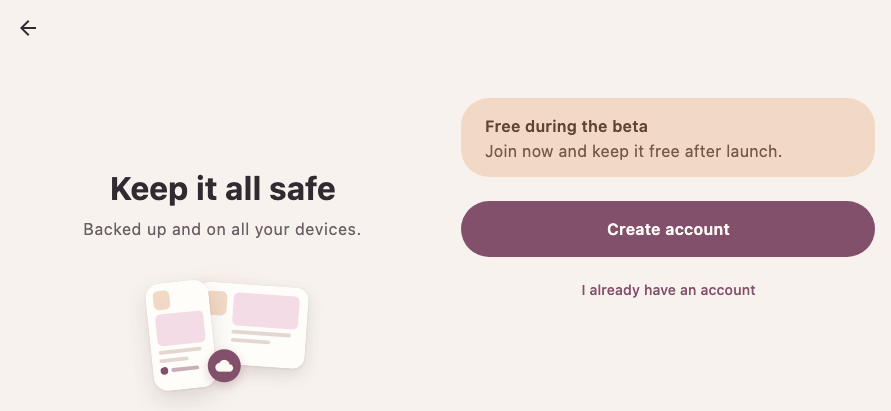 Keep it all safe
Backed up and on all your devices.
Free during the beta
Join now and keep it free after launch.
Create account
I already have an account